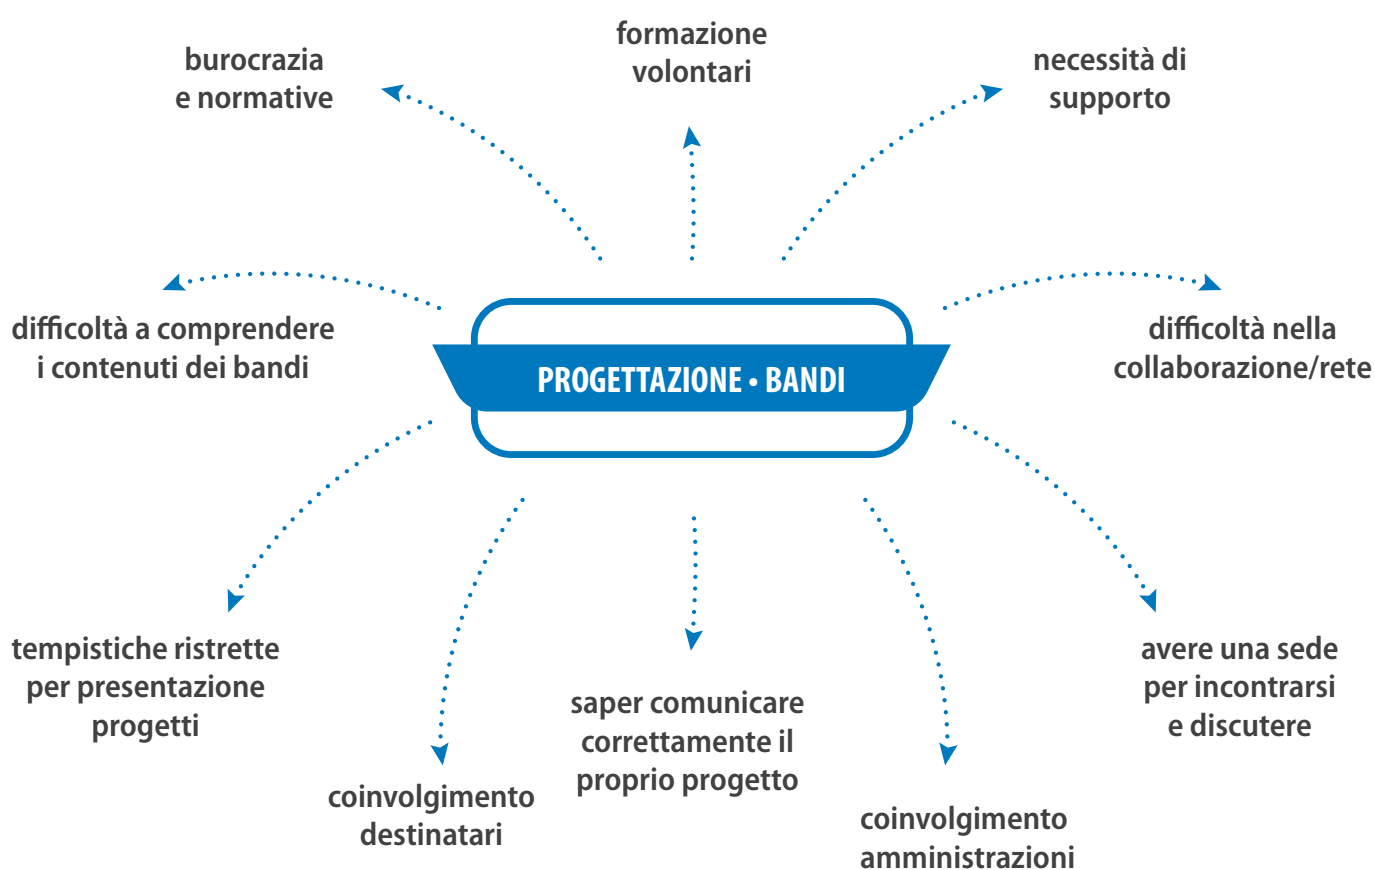 formazione
volontari
burocrazia
e normative
necessità di
supporto
difficoltà a comprendere
i contenuti dei bandi
difficoltà nella
collaborazione/rete
PROGETTAZIONE • BANDI
tempistiche ristrette
per presentazione
progetti
avere una sede
per incontrarsi
e discutere
saper comunicare
correttamente il
proprio progetto
coinvolgimento
destinatari
coinvolgimento
amministrazioni